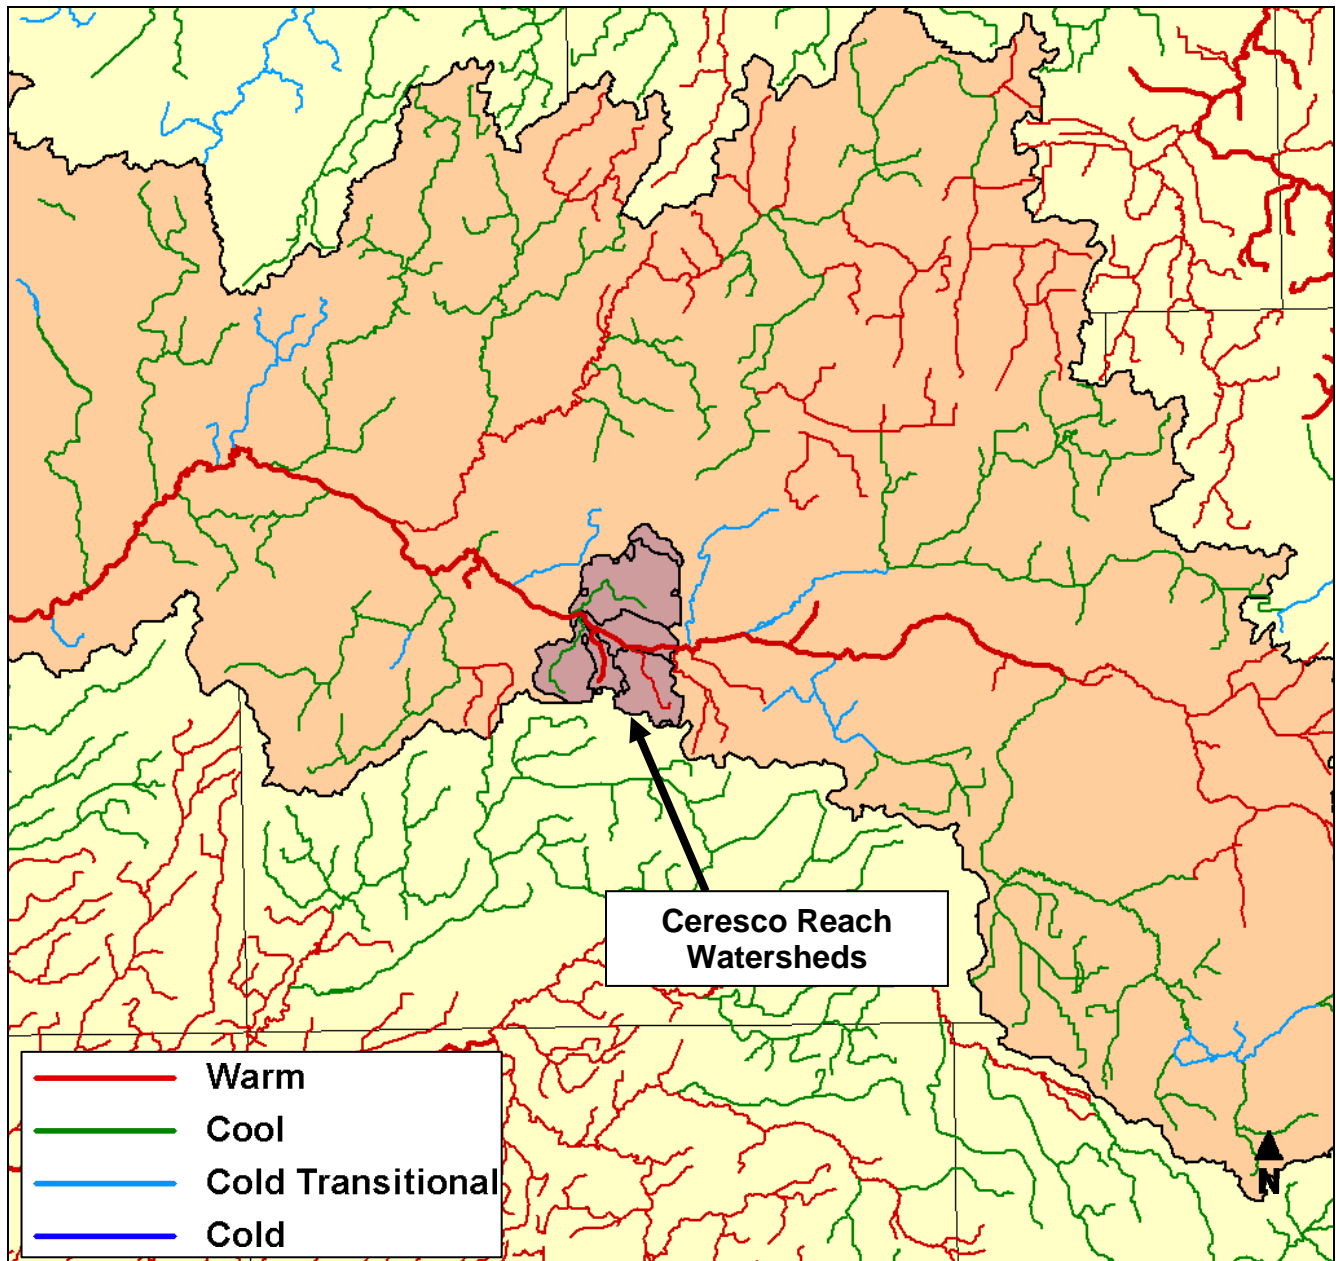 Ceresco Reach
Watersheds
Warm
Cool
Cold Transitional
Cold
N